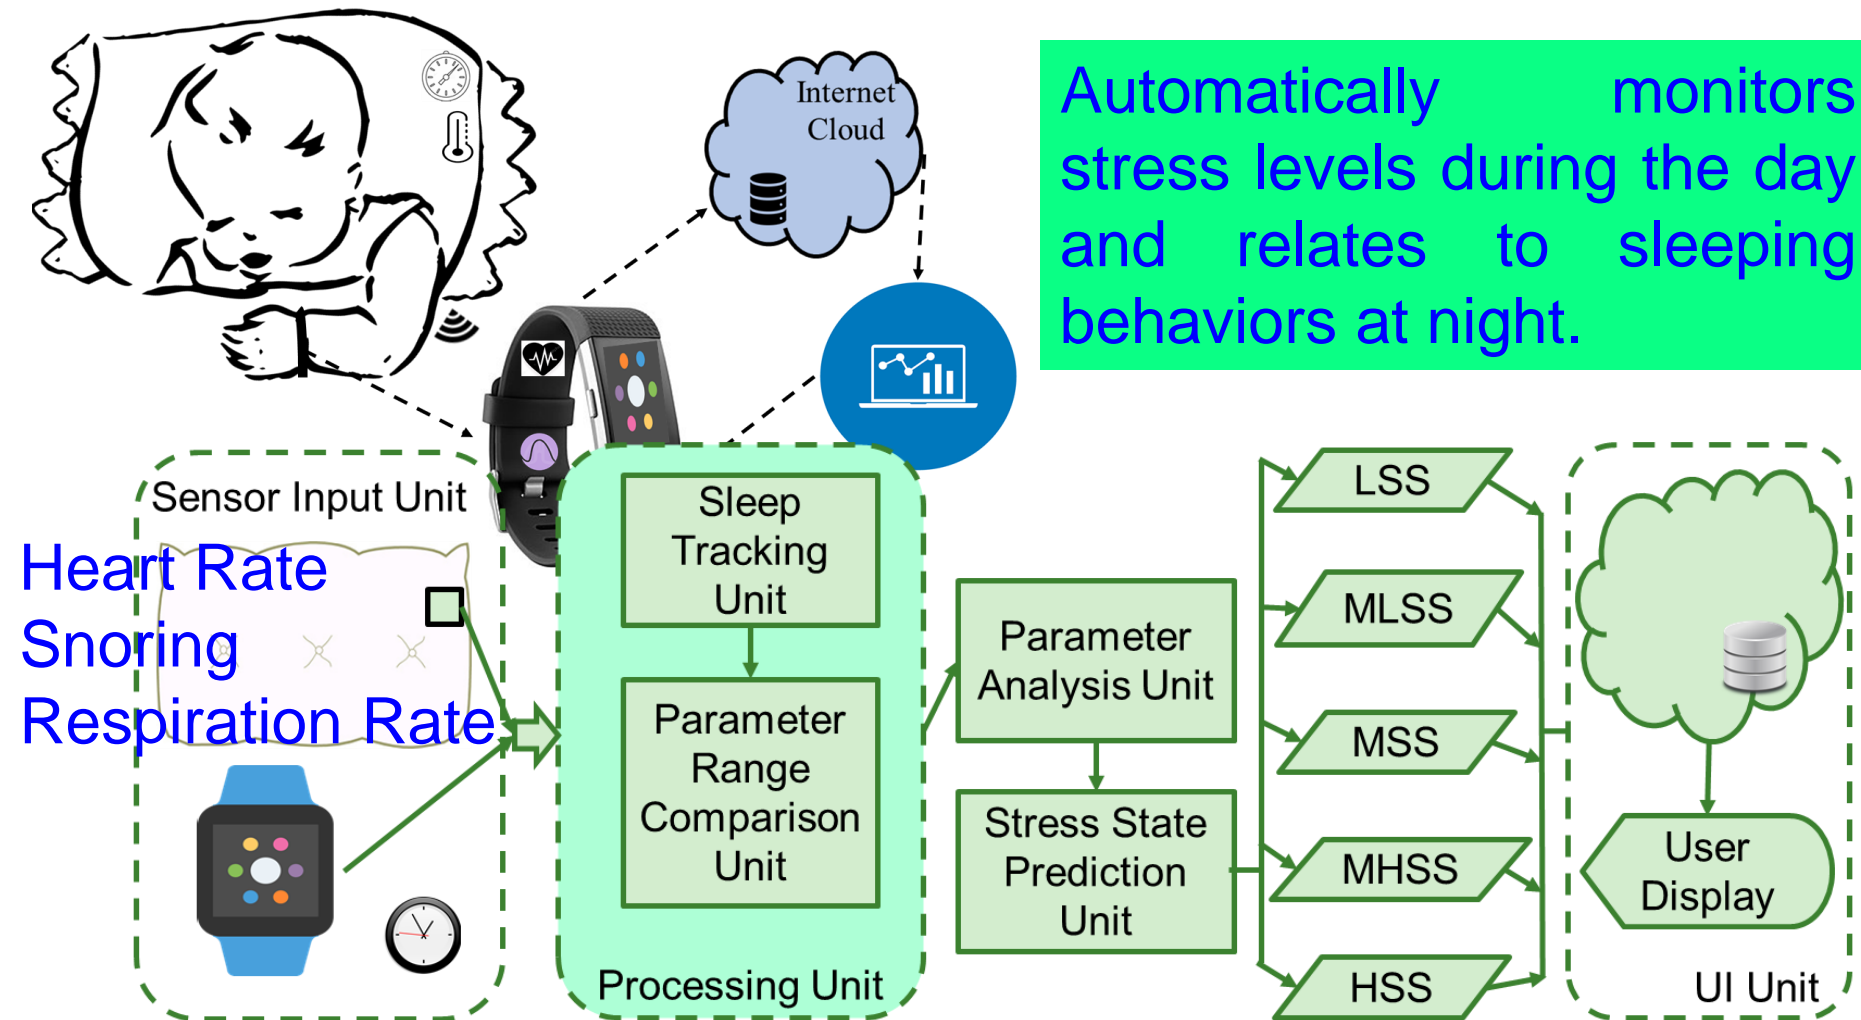 Internet
Cloud
Automatically monitors
stress levels during the day
and relates to sleeping
behaviors at night.
Sensor Input Unit
Heart Rate
Snoring
Respiration Rate
Sleep
Tracking
Unit
Parameter
Range
Comparison
Unit
Processing Unit
Parameter
Analysis Unit
Stress State
Prediction
Unit
LSS
MLSS
MSS
MHSS
HSS
User
Display
UI Unit